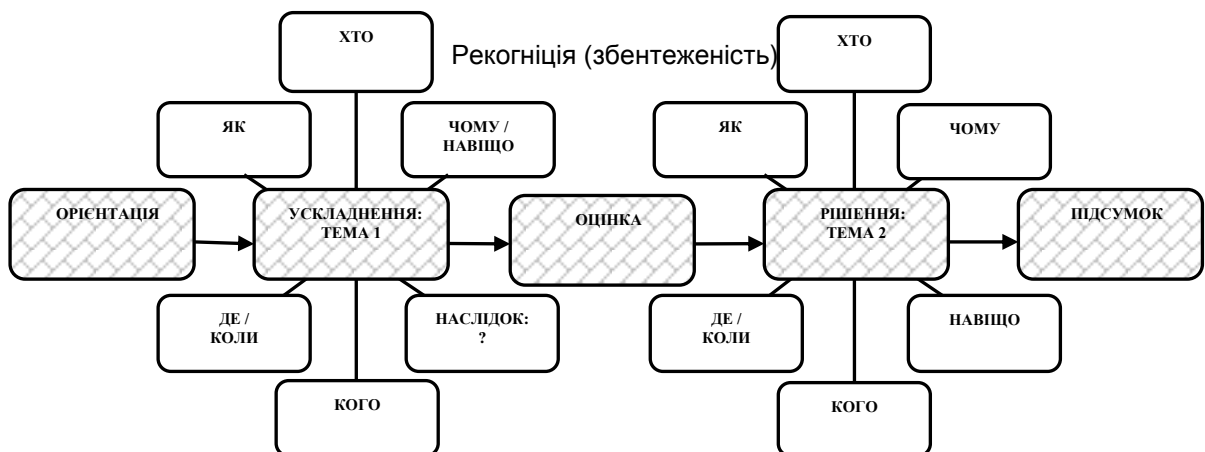 ХТО
Рекогніція (збентеженість)
ХТО
ЯК
ЧОМУ /
НАВІЩО
ЯК
ЧОМУ
ОРІЄНТАЦІЯ
УСКЛАДНЕННЯ:
ТЕМА 1
ОЦІНКА
РІШЕННЯ:
ТЕМА 2
ПІДСУМОК
ДЕ /
КОЛИ
НАСЛІДОК:
?
ДЕ /
КОЛИ
НАВІЩО
КОГО
КОГО